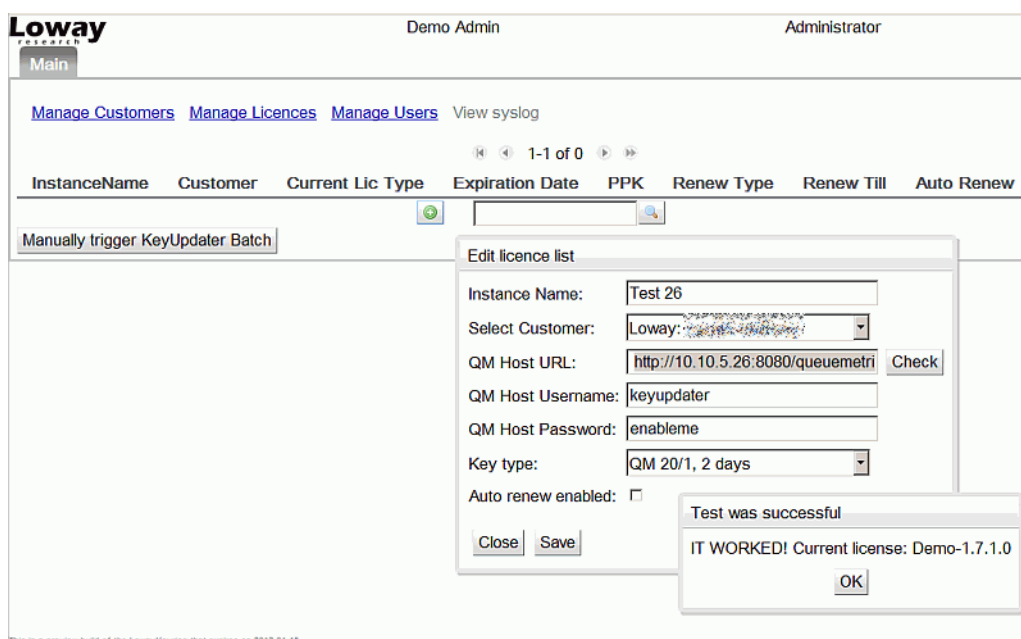 Loway
research
Demo Admin
Administrator
Main
Manage Customers Manage Licences Manage Users View syslog
1-1 of 0
InstanceName Customer Current Lic Type Expiration Date PPK Renew Type Renew Till Auto Renew
Manually trigger KeyUpdater Batch
Edit licence list
Instance Name: Test 26
Select Customer: Loway:
QM Host URL: http://10.10.5.26:8080/queuemetri Check
QM Host Username: keyupdater
QM Host Password: enableme
Key type: QM 20/1, 2 days
Auto renew enabled:
Close Save
Test was successful
IT WORKED! Current license: Demo-1.7.1.0
OK